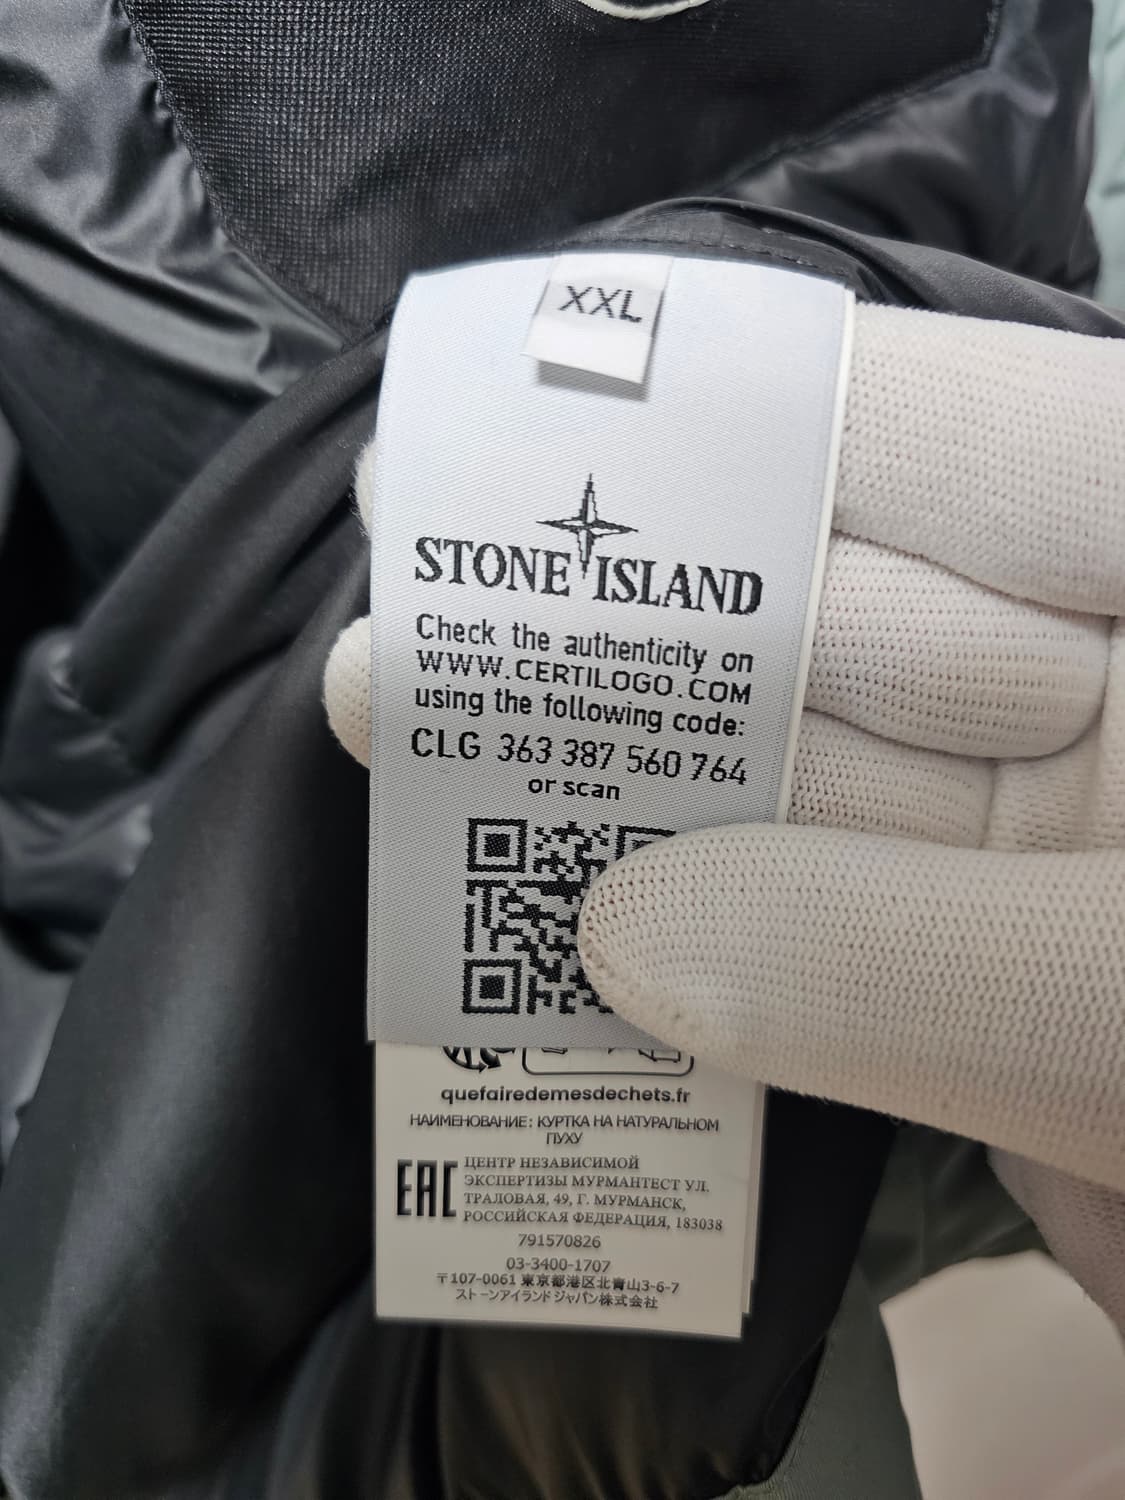 XXL
STONE ISLAND
Check the authenticity on
WWW.CERTILOGO.COM
using the following code:
CLG 363 387 560 764
or scan
quefairedemesdechets.fr
НАИМЕНОВАНИЕ: КУРТКА НА НАТУРАЛЬНОМ
ПУХУ
EAC
ЦЕНТР НЕЗАВИСИМОЙ
ЭКСПЕРТИЗЫ МУРМАНТЕСТ УЛ.
ТРАЛОВАЯ, 49, Г. МУРМАНСК,
РОССИЙСКАЯ ФЕДЕРАЦИЯ, 183038
791570826
03-3400-1707
〒107-0061 東京都港区北青山3-6-7
ストーンアイランドジャパン株式会社